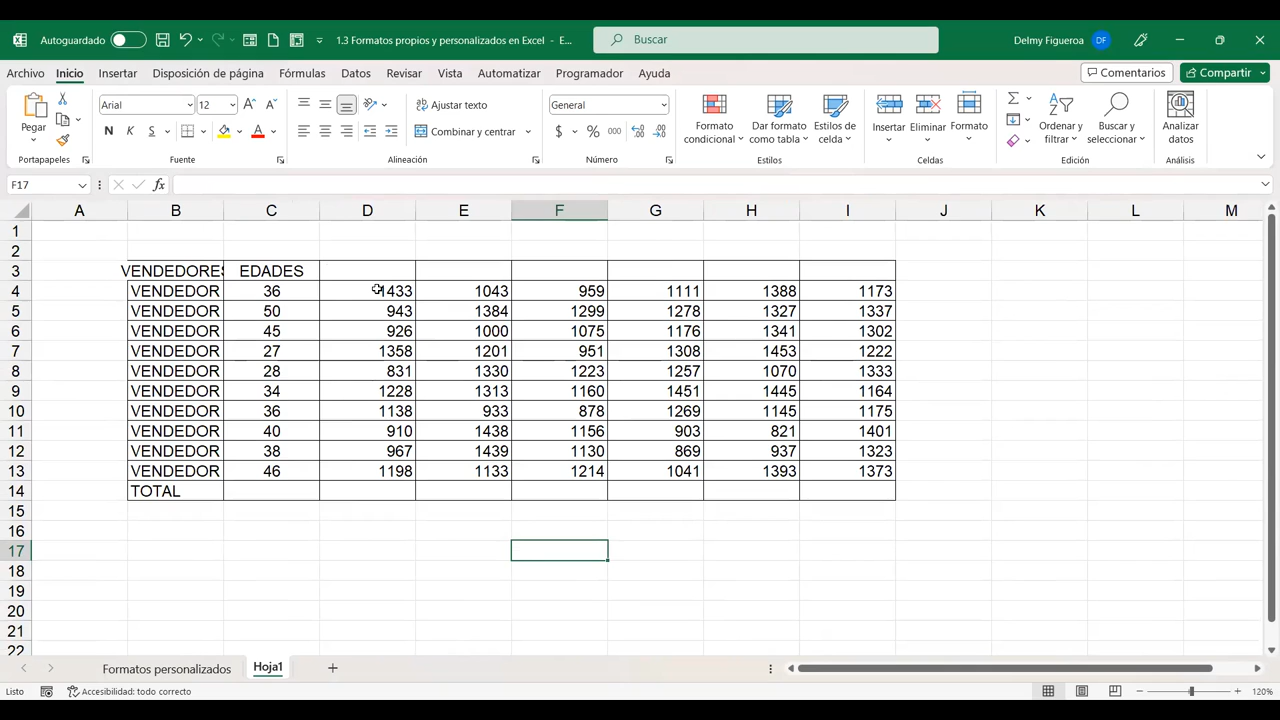 Autoguardado
1.3 Formatos propios y personalizados en Excel - E...
Buscar
Delmy Figueroa DF
Archivo Inicio Insertar Disposición de página Fórmulas Datos Revisar Vista Automatizar Programador Ayuda
Comentarios Compartir
Pegar
Arial 12
N K S
Ajustar texto
Combinar y centrar
General
$ % 000
Formato condicional
Dar formato como tabla
Estilos de celda
Insertar Eliminar Formato
Ordenar y filtrar
Buscar y seleccionar
Analizar datos
Portapapeles Fuente Alineación Número Estilos Celdas Edición Análisis
F17 fx
A B C D E F G H I J K L M
1
2
3 VENDEDORES EDADES
4 VENDEDOR 36 1433 1043 959 1111 1388 1173
5 VENDEDOR 50 943 1384 1299 1278 1327 1337
6 VENDEDOR 45 926 1000 1075 1176 1341 1302
7 VENDEDOR 27 1358 1201 951 1308 1453 1222
8 VENDEDOR 28 831 1330 1223 1257 1070 1333
9 VENDEDOR 34 1228 1313 1160 1451 1445 1164
10 VENDEDOR 36 1138 933 878 1269 1145 1175
11 VENDEDOR 40 910 1438 1156 903 821 1401
12 VENDEDOR 38 967 1439 1130 869 937 1323
13 VENDEDOR 46 1198 1133 1214 1041 1393 1373
14 TOTAL
15
16
17
18
19
20
21
22
Formatos personalizados Hoja1
Listo Accesibilidad: todo correcto 120%